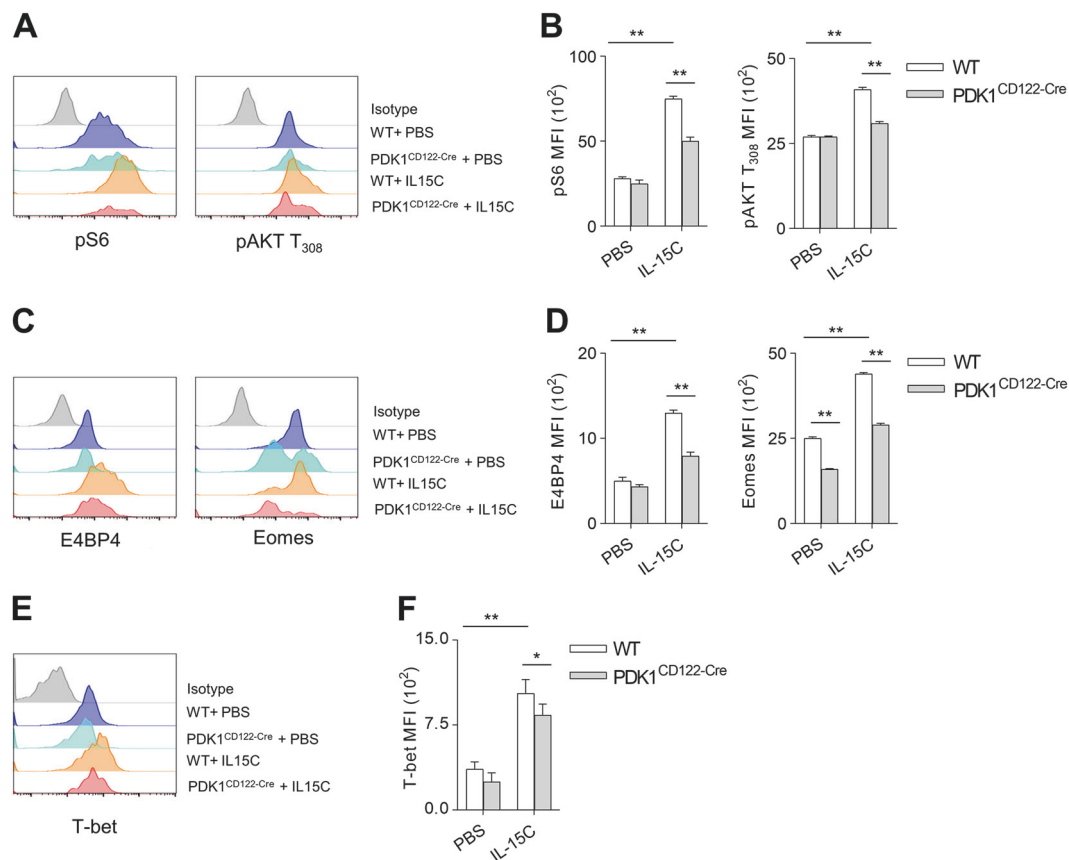 A
Isotype
WT+ PBS
PDK1CD122-Cre + PBS
WT+ IL15C
PDK1CD122-Cre + IL15C
pS6
pAKT T308
B
pS6 MFI (10²)
100
50
0
**
**
PBS
IL-15C
pAKT T308 MFI (10²)
50
25
0
**
**
PBS
IL-15C
WT
PDK1CD122-Cre
C
Isotype
WT+ PBS
PDK1CD122-Cre + PBS
WT+ IL15C
PDK1CD122-Cre + IL15C
E4BP4
Eomes
D
E4BP4 MFI (10²)
20
10
0
**
**
PBS
IL-15C
Eomes MFI (10²)
50
25
0
**
**
**
PBS
IL-15C
WT
PDK1CD122-Cre
E
Isotype
WT+ PBS
PDK1CD122-Cre + PBS
WT+ IL15C
PDK1CD122-Cre + IL15C
T-bet
F
T-bet MFI (10²)
15.0
7.5
0.0
**
*
PBS
IL-15C
WT
PDK1CD122-Cre